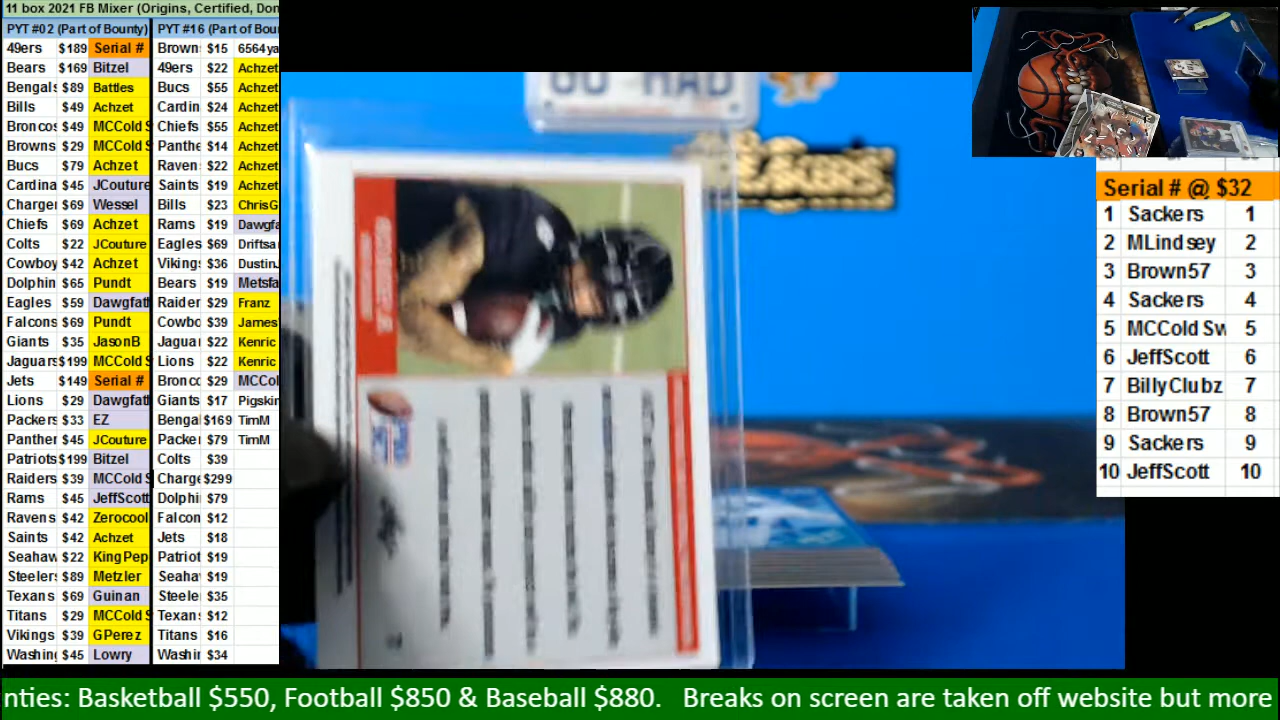 11 box 2021 FB Mixer (Origins, Certified, Don
PYT #02 (Part of Bounty) PYT #16 (Part of Bou
49ers $189 Serial # Brown $15 6564ya
Bears $169 Bitzel 49ers $22 Achzet
Bengals $89 Battles Bucs $55 Achzet
Bills $49 Achzet Cardin $24 Achzet
Broncos $49 MCCold S Chiefs $55 Achzet
Browns $29 MCCold S Panthe $14 Achzet
Bucs $79 Achzet Raven $22 Achzet
Cardina $45 JCouture Saints $19 Achzet
Charger $69 Wessel Bills $23 ChrisG
Chiefs $69 Achzet Rams $19 Dawgfa
Colts $22 JCouture Eagles $69 Driftsa
Cowboy $42 Achzet Viking $36 DustinJ
Dolphin $65 Pundt Bears $19 Metsfa
Eagles $59 Dawgfat Raider $29 Franz
Falcons $69 Pundt Cowbo $39 James
Giants $35 JasonB Jagua $22 Kenric
Jaguars $199 MCCold S Lions $22 Kenric
Jets $149 Serial # Bronc $29 MCCol
Lions $29 Dawgfat Giants $17 Pigskin
Packers $33 EZ Benga $169 TimM
Panther $45 JCouture Packe $79 TimM
Patriots $199 Bitzel Colts $39
Raiders $39 MCCold S Charge $299
Rams $45 JeffScott Dolphi $79
Ravens $42 Zerocool Falcon $12
Saints $42 Achzet Jets $18
Seahaw $22 KingPep Patriot $19
Steelers $89 Metzler Seaha $19
Texans $69 Guinan Steele $35
Titans $29 MCCold S Texan $12
Vikings $39 GPerez Titans $16
Washing $45 Lowry Washi $34
Serial # @ $32
1 Sackers 1
2 MLindsey 2
3 Brown57 3
4 Sackers 4
5 MCCold Sw 5
6 JeffScott 6
7 BillyClubz 7
8 Brown57 8
9 Sackers 9
10 JeffScott 10
nties: Basketball $550, Football $850 & Baseball $880. Breaks on screen are taken off website but more